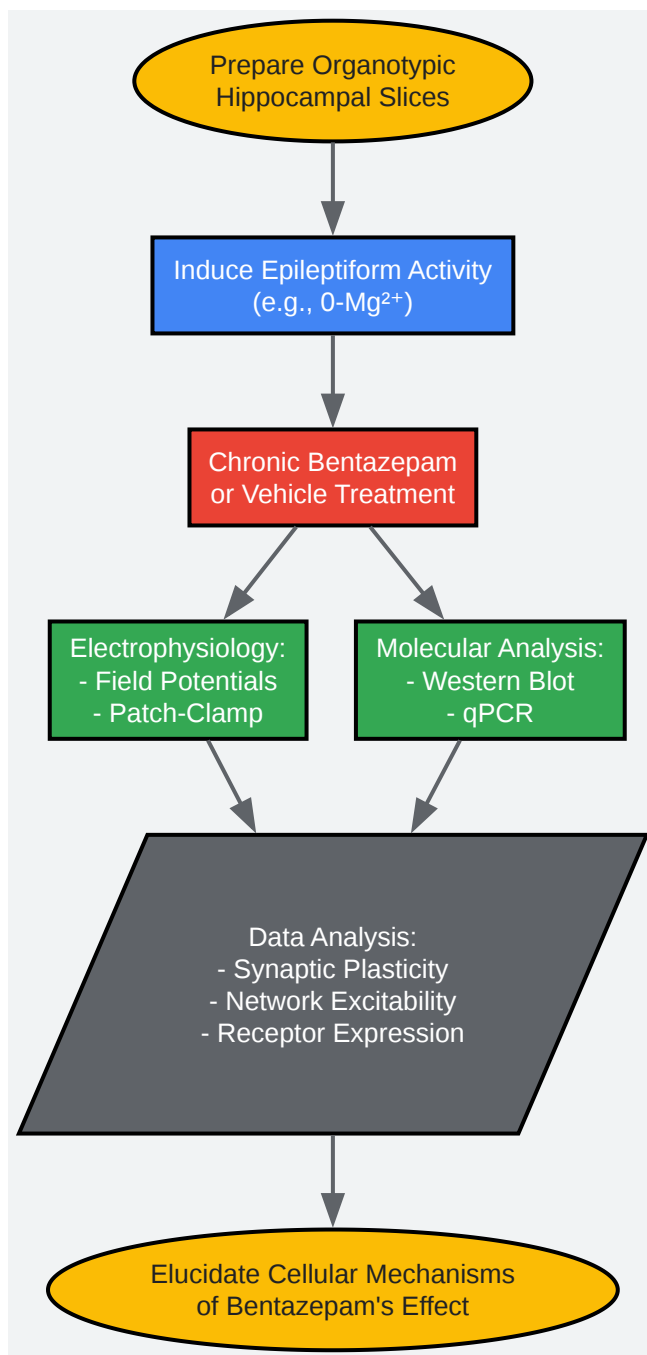 Prepare Organotypic
Hippocampal Slices
Induce Epileptiform Activity
(e.g., 0-Mg²⁺)
Chronic Bentazepam
or Vehicle Treatment
Electrophysiology:
- Field Potentials
- Patch-Clamp
Molecular Analysis:
- Western Blot
- qPCR
Data Analysis:
- Synaptic Plasticity
- Network Excitability
- Receptor Expression
Elucidate Cellular Mechanisms
of Bentazepam's Effect